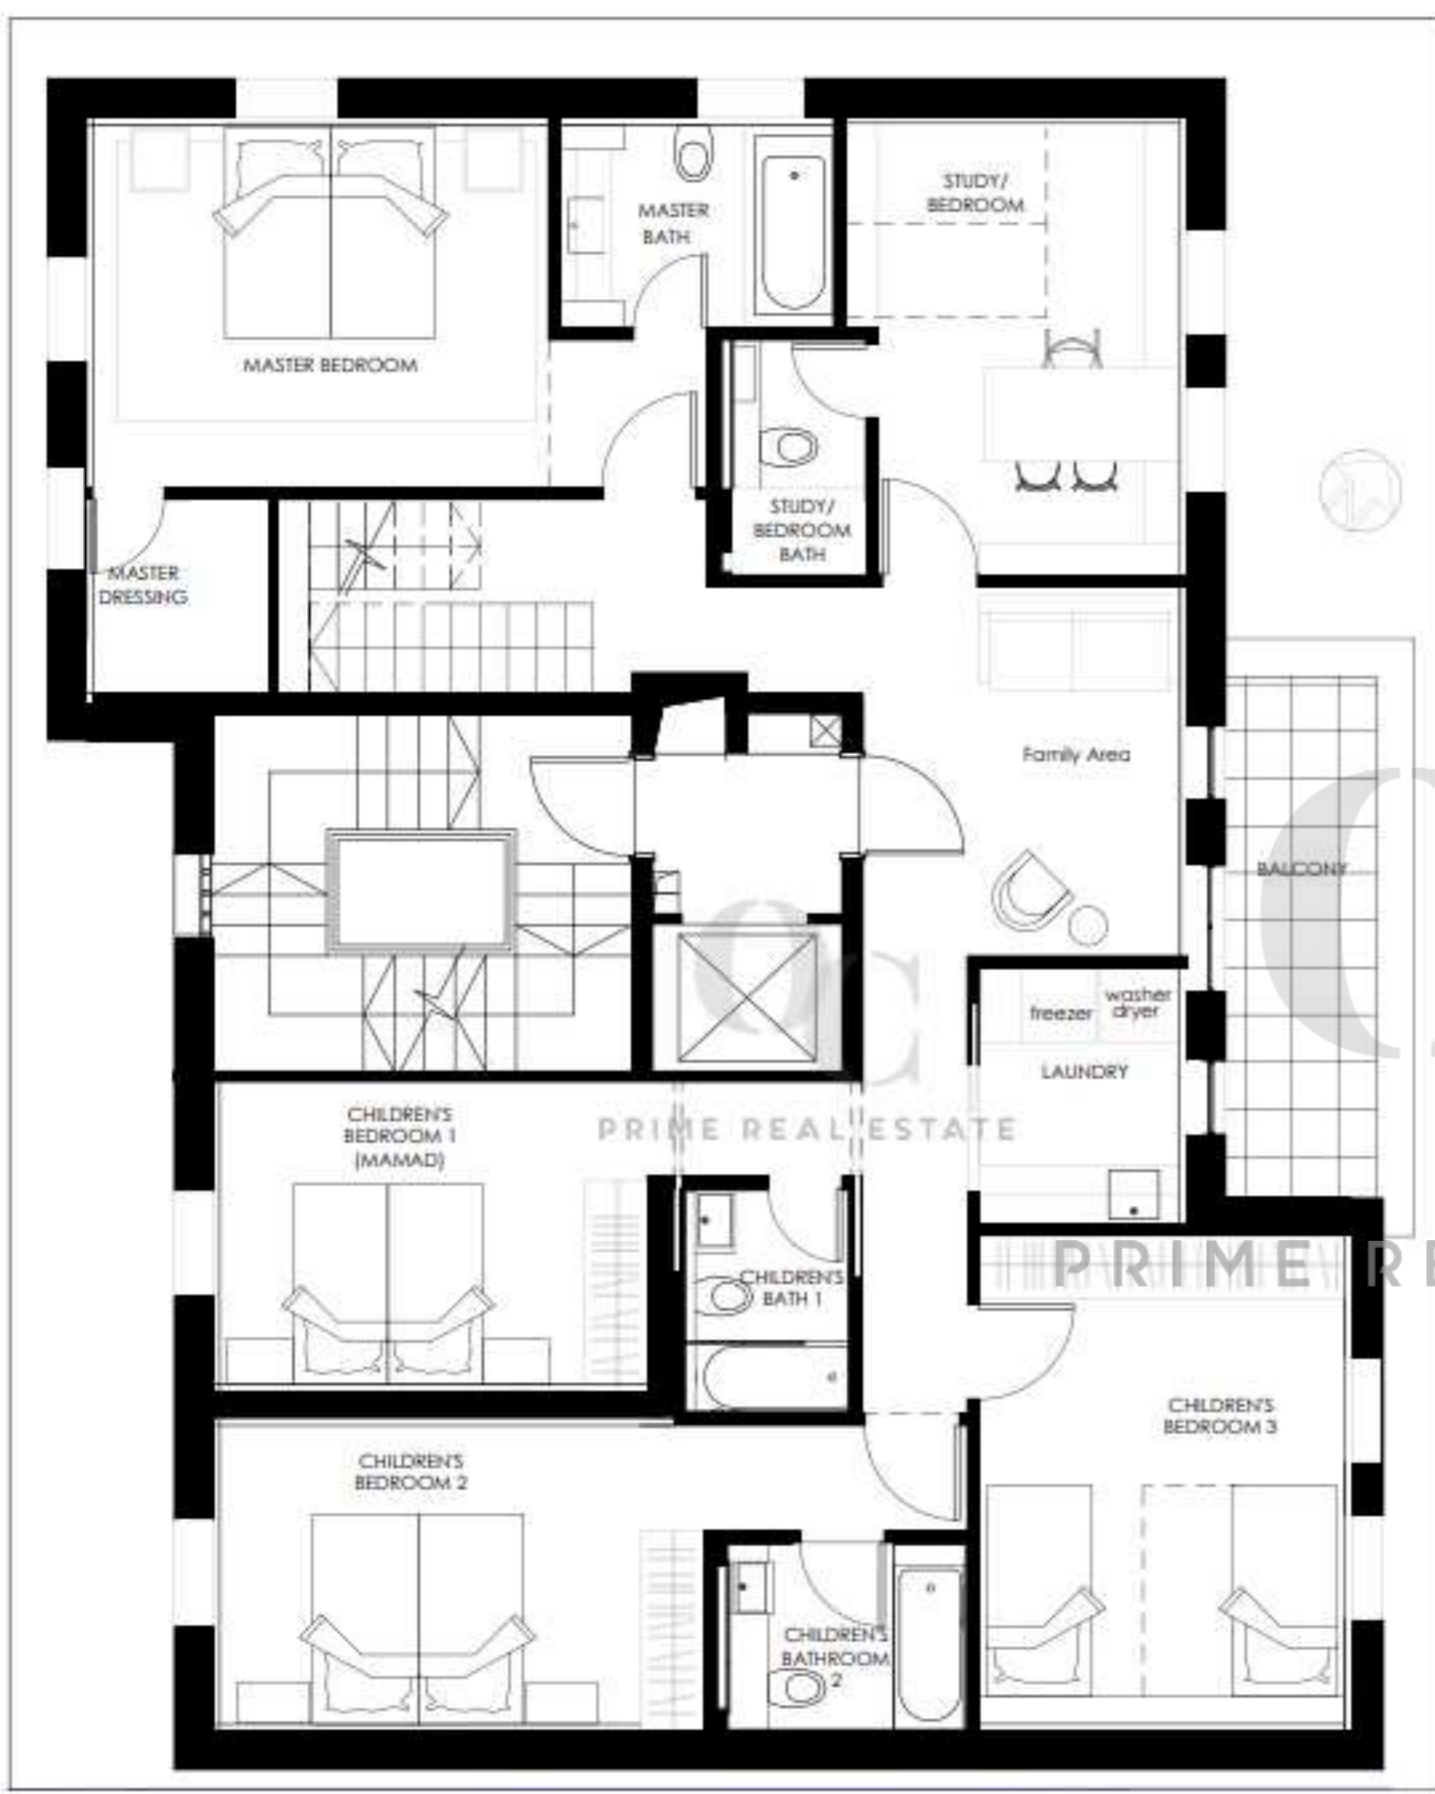 STUDY/
BEDROOM
MASTER
BATH
MASTER BEDROOM
STUDY/
BEDROOM
BATH
MASTER
DRESSING
Family Area
BALCONY
freezer
washer
dryer
LAUNDRY
OC
PRIME REAL ESTATE
CHILDREN'S
BEDROOM 1
(MAMAD)
CHILDREN'S
BATH 1
PRIME RE
CHILDREN'S
BEDROOM 3
CHILDREN'S
BEDROOM 2
CHILDREN'S
BATHROOM
2